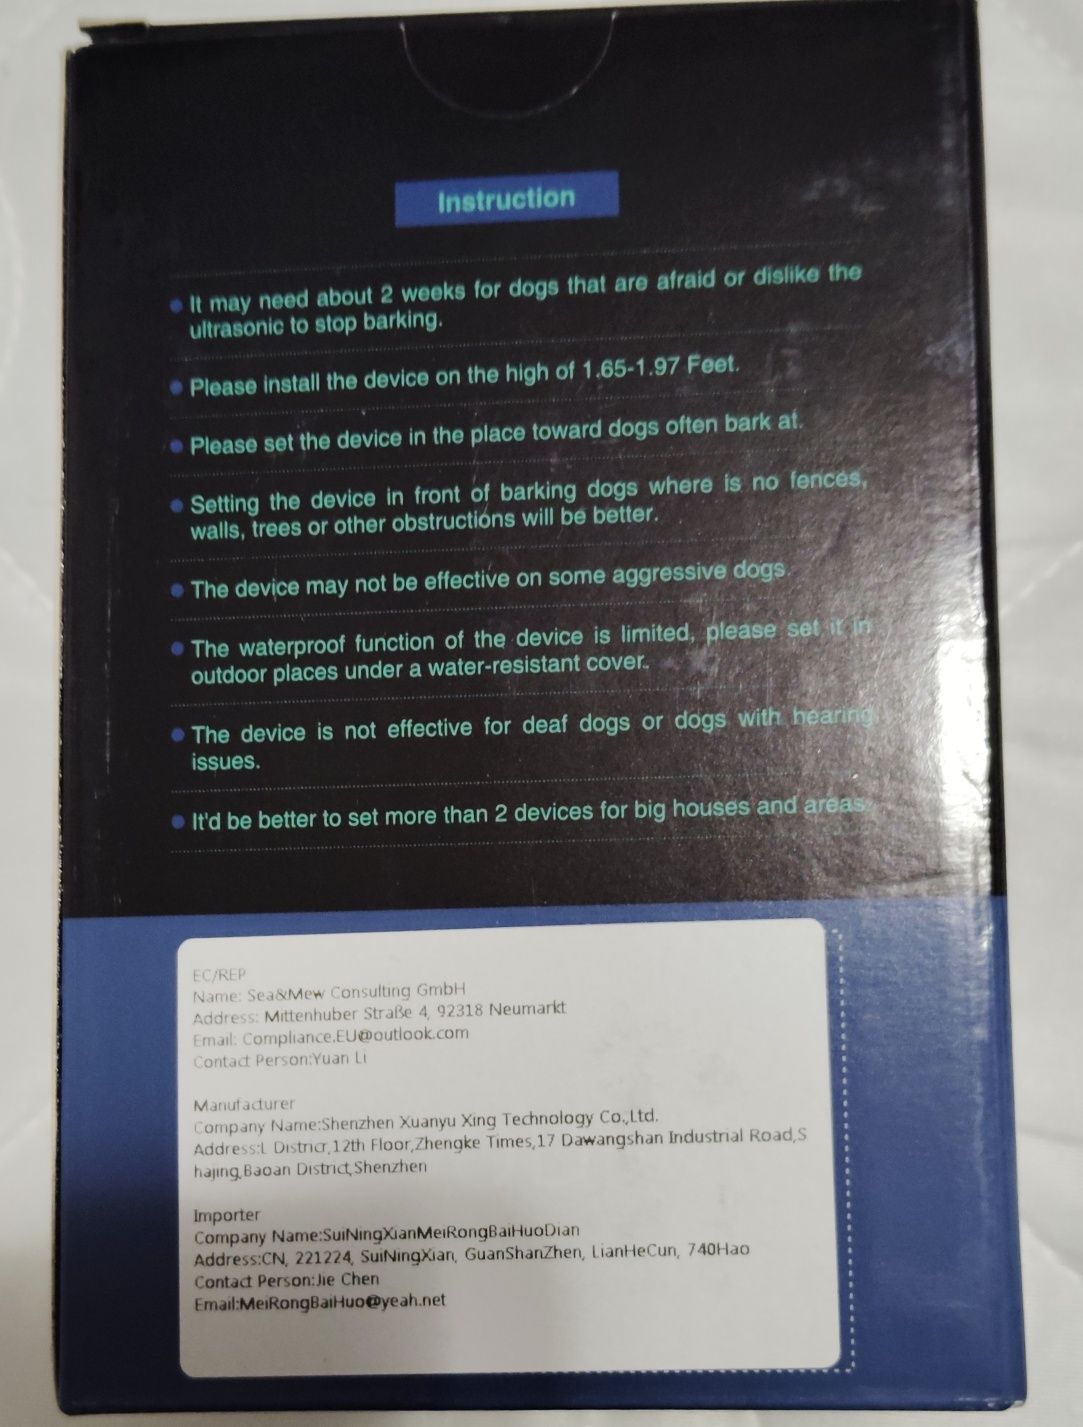 Instruction
It may need about 2 weeks for dogs that are afraid or dislike the
ultrasonic to stop barking.
Please install the device on the high of 1.65-1.97 Feet.
Please set the device in the place toward dogs often bark at.
Setting the device in front of barking dogs where is no fences,
walls, trees or other obstructions will be better.
The device may not be effective on some aggressive dogs.
The waterproof function of the device is limited, please set it in
outdoor places under a water-resistant cover.
The device is not effective for deaf dogs or dogs with hearing
issues.
It'd be better to set more than 2 devices for big houses and areas.
EC/REP
Name: Sea&Mew Consulting GmbH
Address: Mittenhuber Straße 4, 92318 Neumarkt
Email: Compliance.EU@outlook.com
Contact Person:Yuan Li
Manufacturer
Company Name:Shenzhen Xuanyu Xing Technology Co.,Ltd.
Address:L District,12th Floor,Zhengke Times,17 Dawangshan Industrial Road,S
hajing,Baoan District,Shenzhen
Importer
Company Name:SuiNingXianMeiRongBaiHuoDian
Address:CN, 221224, SuiNingXian, GuanShanZhen, LianHeCun, 740Hao
Contact Person:Jie Chen
Email:MeiRongBaiHuo@yeah.net